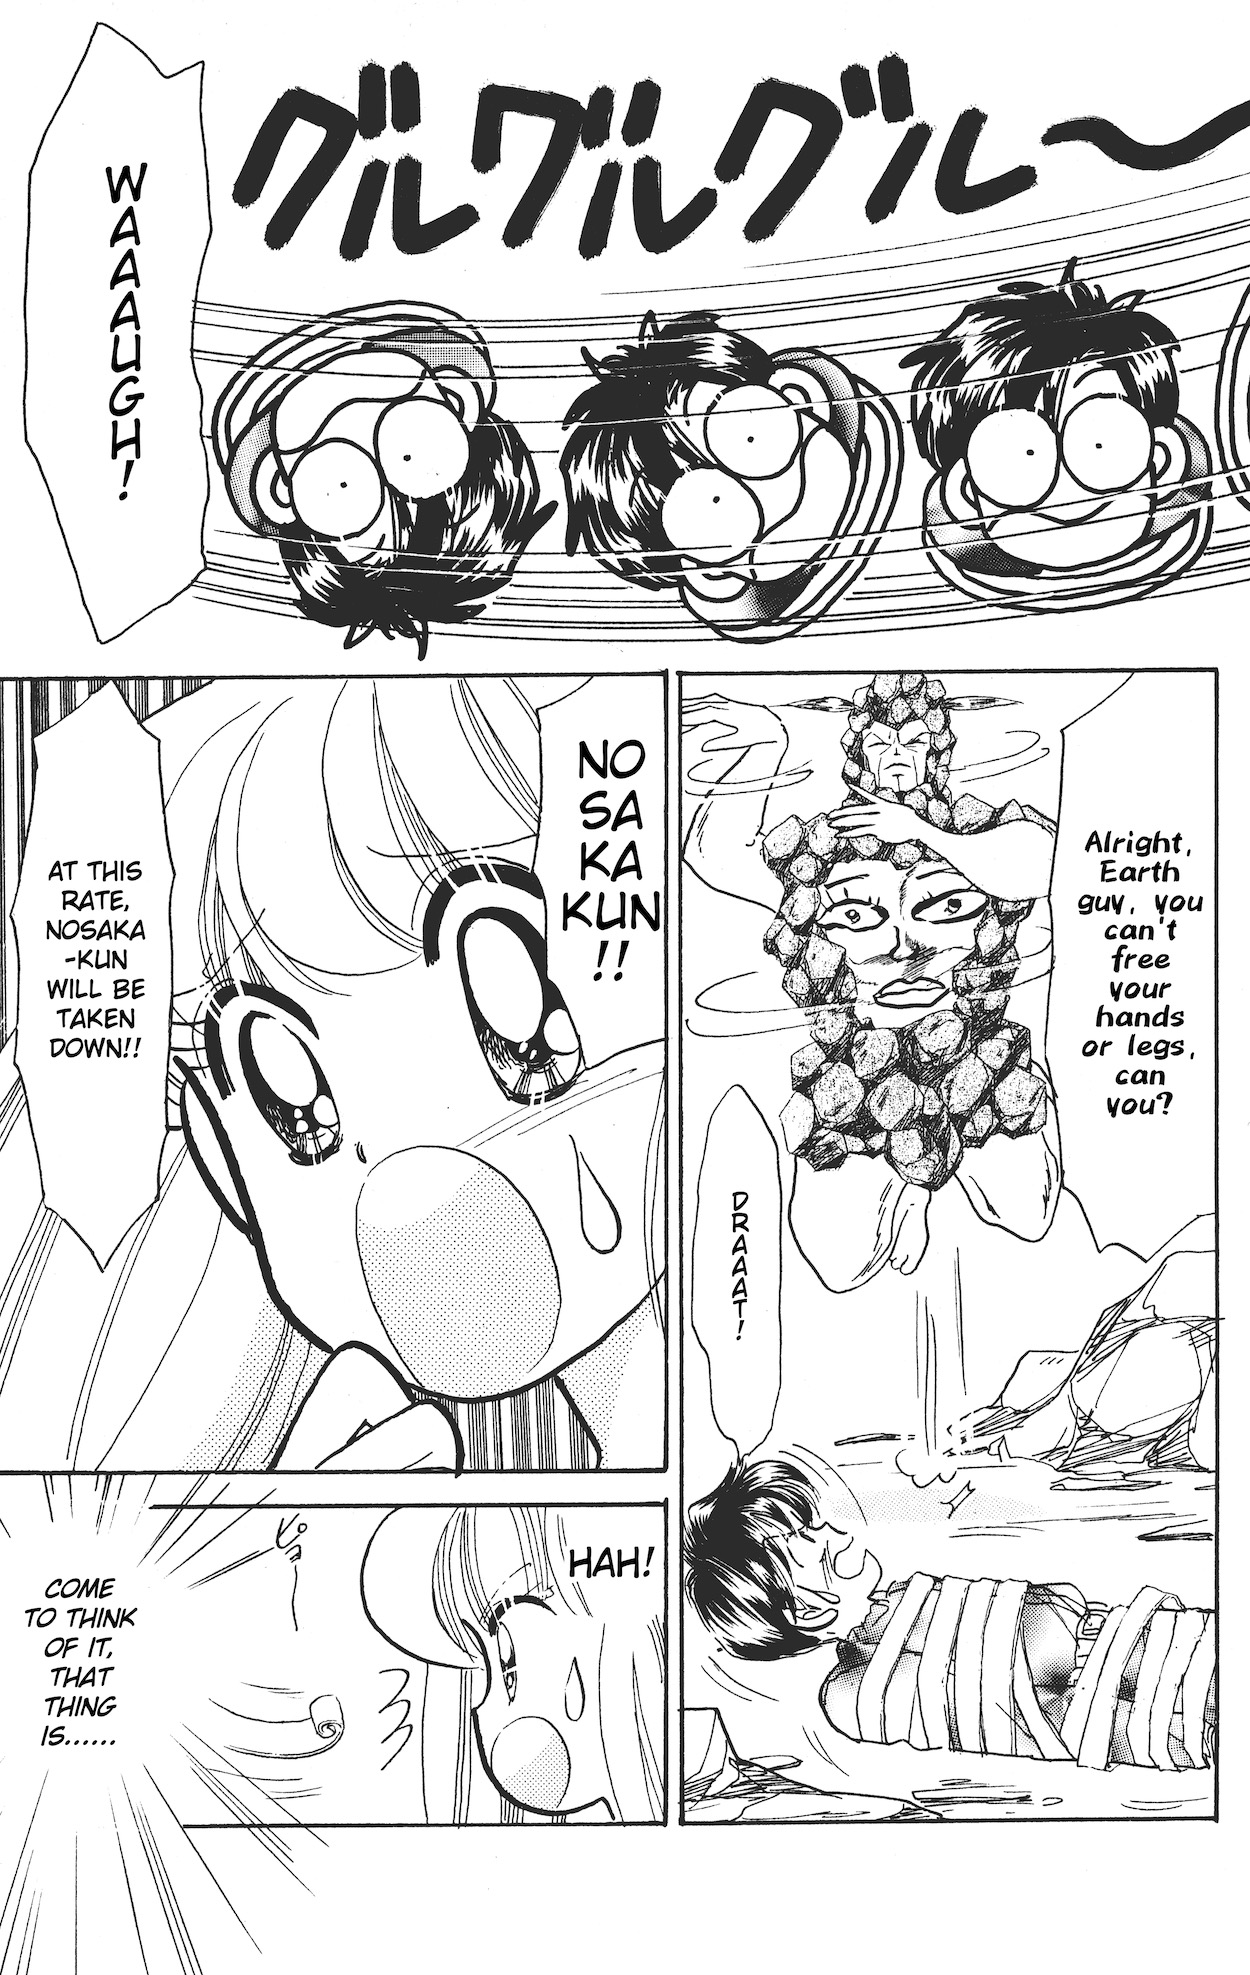 グルグルグル〜
W
A
A
A
U
G
H
!
Alright,
Earth
guy, you
can't
free
your
hands
or legs,
can
you?
D
R
A
A
A
T
!
NO
SA
KA
KUN
!!
AT THIS
RATE,
NOSAKA
-KUN
WILL BE
TAKEN
DOWN!!
HAH!
ピ
COME
TO THINK
OF IT,
THAT
THING
IS......